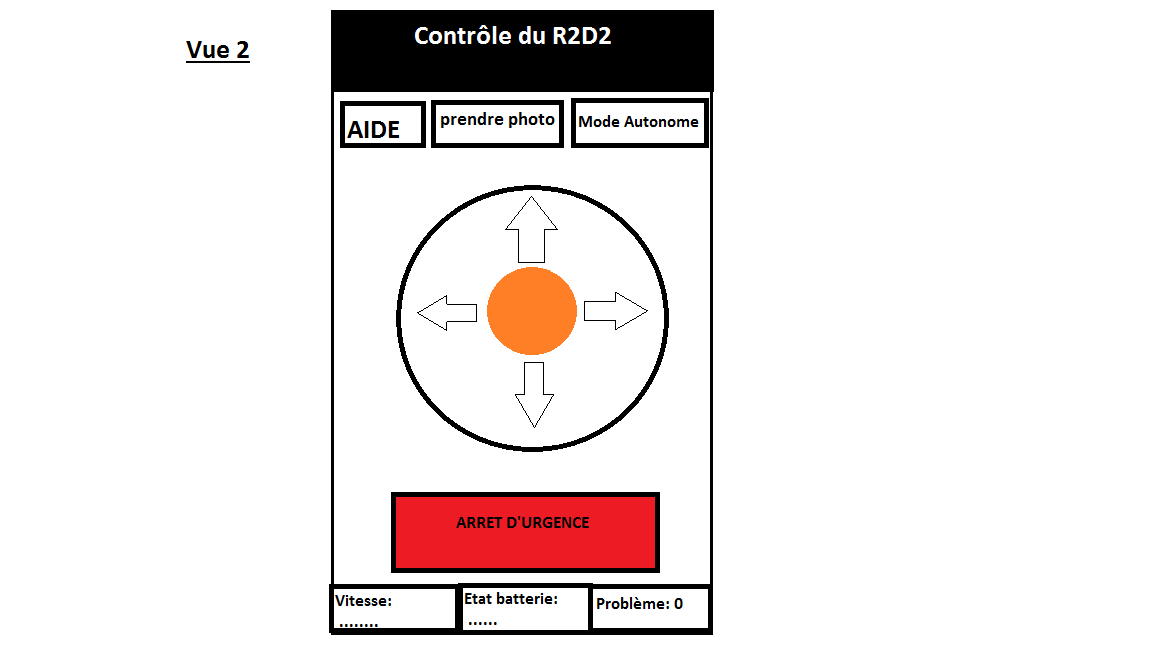 Vue 2
Contrôle du R2D2
AIDE
prendre photo
Mode Autonome
ARRET D'URGENCE
Vitesse:
........
Etat batterie:
......
Problème: 0